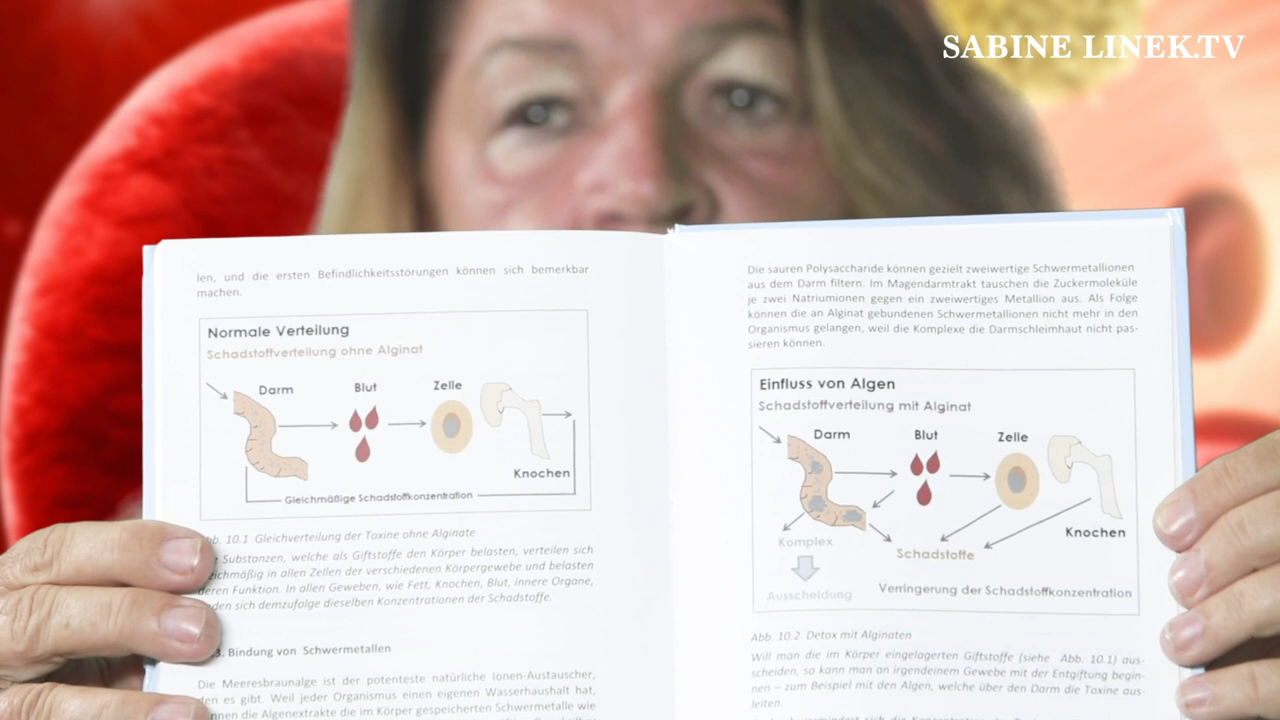 SABINE LINEK.TV
len, und die ersten Befindlichkeitsstörungen können sich bemerkbar
machen.
Normale Verteilung
Schadstoffverteilung ohne Alginat
Darm
Blut
Zelle
Knochen
Gleichmäßige Schadstoffkonzentration
10.1 Gleichverteilung der Toxine ohne Alginate
Substanzen, welche als Giftstoffe den Körper belasten, verteilen sich
in allen Zellen der verschiedenen Körpergewebe und belasten
deren Funktion. In allen Geweben, wie Fett, Knochen, Blut, innere Organe,
sich demzufolge dieselben Konzentrationen der Schadstoffe.
3. Bindung von Schwermetallen
Die Meeresbraunalge ist der potenteste natürliche Ionen-Austauscher,
den es gibt. Weil jeder Organismus einen eigenen Wasserhaushalt hat,
die Algenextrakte die im Körper gespeicherten Schwermetalle wie
Die sauren Polysaccharide können gezielt zweiwertige Schwermetallionen
aus dem Darm filtern. Im Magendarmtrakt tauschen die Zuckermoleküle
je zwei Natriumionen gegen ein zweiwertiges Metallion aus. Als Folge
können die an Alginat gebundenen Schwermetallionen nicht mehr in den
Organismus gelangen, weil die Komplexe die Darmschleimhaut nicht pas-
sieren können.
Einfluss von Algen
Schadstoffverteilung mit Alginat
Darm
Blut
Zelle
Knochen
Komplex
Schadstoffe
Ausscheidung
Verringerung der Schadstoffkonzentration
Abb. 10.2 Detox mit Alginaten
Will man die im Körper eingelagerten Giftstoffe (siehe Abb. 10.1) aus-
scheiden, so kann man an irgendeinem Gewebe mit der Entgiftung begin-
nen – zum Beispiel mit den Algen, welche über den Darm die Toxine aus-
leiten.